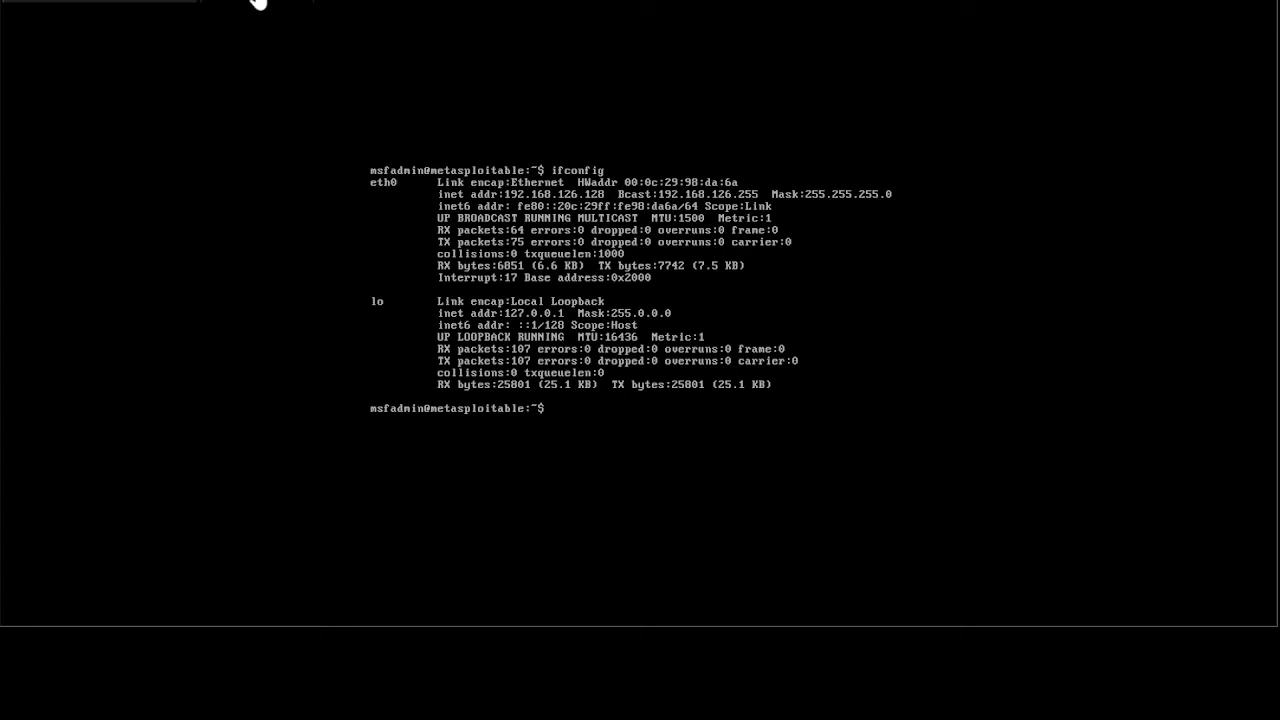 msfadmin@metasploitable:~$ ifconfig
eth0 Link encap:Ethernet HWaddr 00:0c:29:98:da:6a
inet addr:192.168.126.128 Bcast:192.168.126.255 Mask:255.255.255.0
inet6 addr: fe80::20c:29ff:fe98:da6a/64 Scope:Link
UP BROADCAST RUNNING MULTICAST MTU:1500 Metric:1
RX packets:64 errors:0 dropped:0 overruns:0 frame:0
TX packets:75 errors:0 dropped:0 overruns:0 carrier:0
collisions:0 txqueuelen:1000
RX bytes:6851 (6.6 KB) TX bytes:7742 (7.5 KB)
Interrupt:17 Base address:0x2000
lo Link encap:Local Loopback
inet addr:127.0.0.1 Mask:255.0.0.0
inet6 addr: ::1/128 Scope:Host
UP LOOPBACK RUNNING MTU:16436 Metric:1
RX packets:107 errors:0 dropped:0 overruns:0 frame:0
TX packets:107 errors:0 dropped:0 overruns:0 carrier:0
collisions:0 txqueuelen:0
RX bytes:25801 (25.1 KB) TX bytes:25801 (25.1 KB)
msfadmin@metasploitable:~$